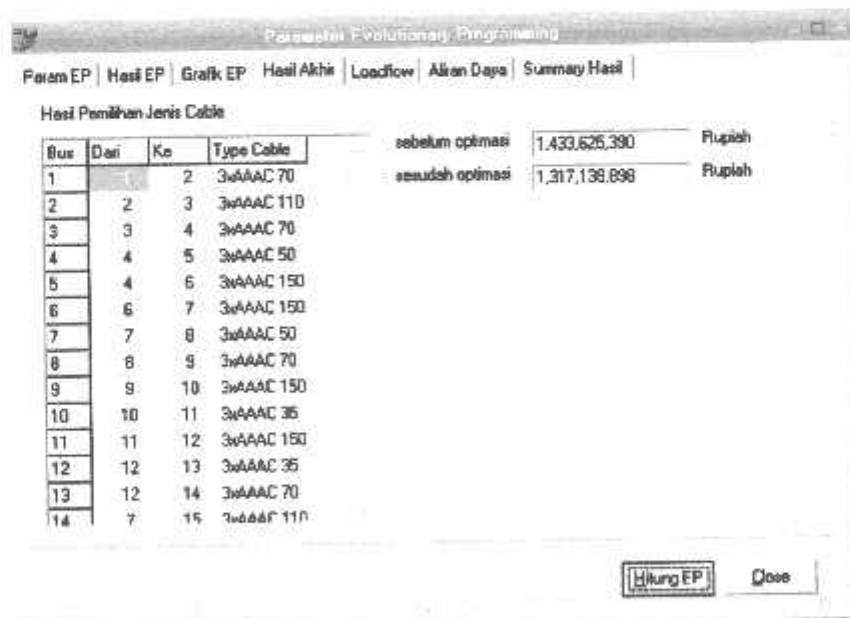 Parameter Evolutionary Programming
Param EP Hasil EP Grafik EP Hasil Akhir Loadflow Aliran Daya Summary Hasil
Hasil Pemilihan Jenis Cable
sebelum optimasi 1,433,625,390 Rupiah
sesudah optimasi 1,317,138,898 Rupiah
Bus Dari Ke Type Cable
1 1 2 3xAAAC 70
2 2 3 3xAAAC 110
3 3 4 3xAAAC 70
4 4 5 3xAAAC 50
5 4 6 3xAAAC 150
6 6 7 3xAAAC 150
7 7 8 3xAAAC 50
8 8 9 3xAAAC 70
9 9 10 3xAAAC 150
10 10 11 3xAAAC 35
11 11 12 3xAAAC 150
12 12 13 3xAAAC 35
13 12 14 3xAAAC 70
14 7 15 3xAAAC 110
Hitung EP Close